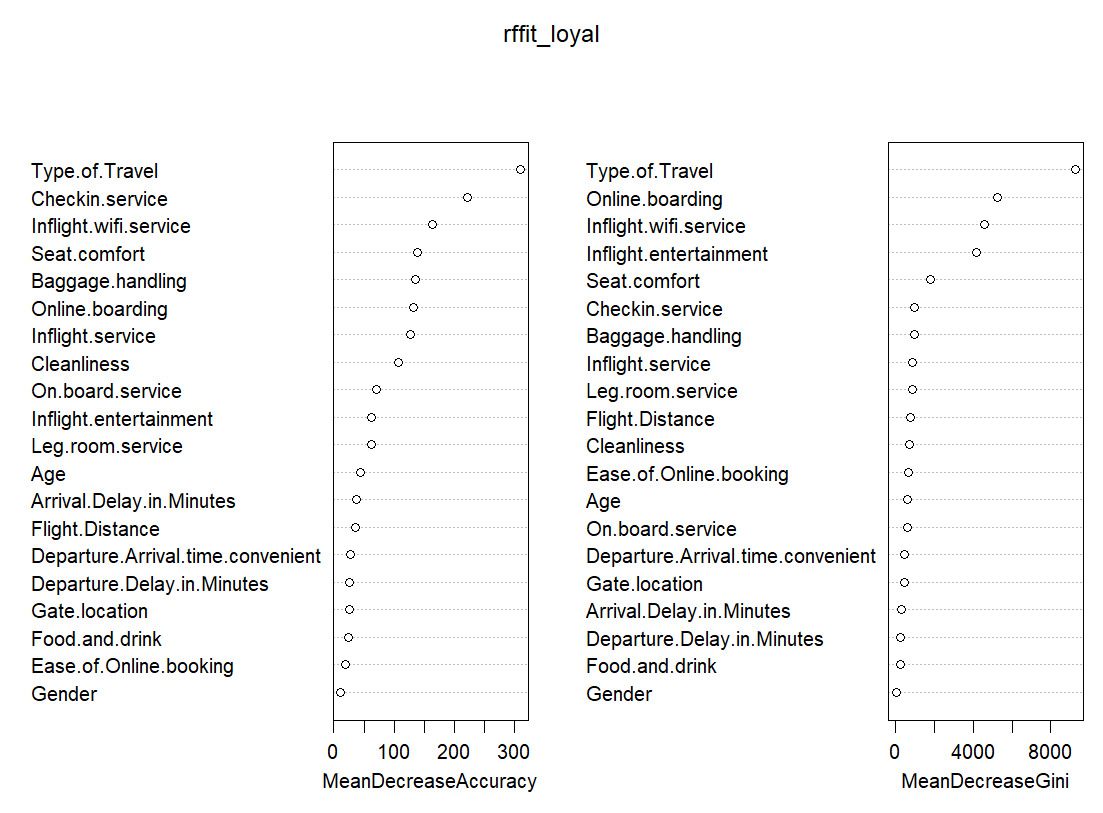 rffit_loyal
Type.of.Travel
Checkin.service
Inflight.wifi.service
Seat.comfort
Baggage.handling
Online.boarding
Inflight.service
Cleanliness
On.board.service
Inflight.entertainment
Leg.room.service
Age
Arrival.Delay.in.Minutes
Flight.Distance
Departure.Arrival.time.convenient
Departure.Delay.in.Minutes
Gate.location
Food.and.drink
Ease.of.Online.booking
Gender
0 100 200 300
MeanDecreaseAccuracy
Type.of.Travel
Online.boarding
Inflight.wifi.service
Inflight.entertainment
Seat.comfort
Checkin.service
Baggage.handling
Inflight.service
Leg.room.service
Flight.Distance
Cleanliness
Ease.of.Online.booking
Age
On.board.service
Departure.Arrival.time.convenient
Gate.location
Arrival.Delay.in.Minutes
Departure.Delay.in.Minutes
Food.and.drink
Gender
0 4000 8000
MeanDecreaseGini